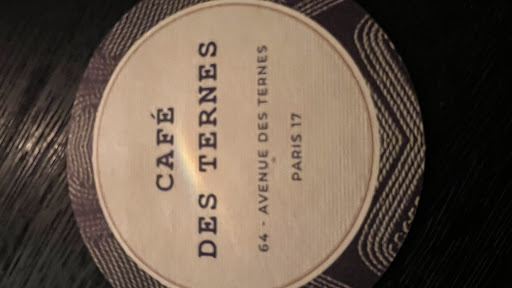 CAFÉ
DES TERNES
64 - AVENUE DES TERNES
PARIS 17